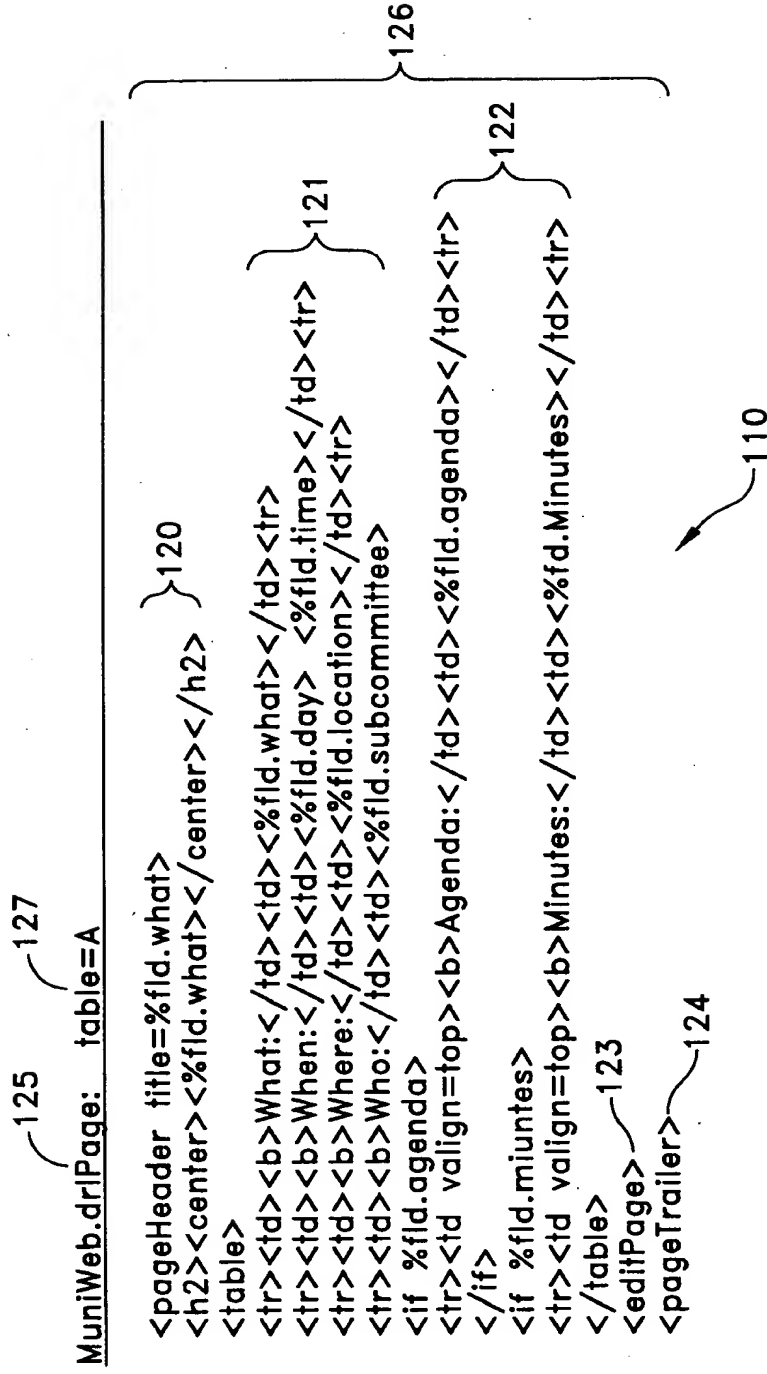 125 127
MuniWeb.drlPage: table=A
<pageHeader title=%fld.what>
<h2><center><%fld.what></center></h2> 120
<table>
<tr><td><b>What:</td><td><%fld.what></td><tr>
<tr><td><b>When:</td><td><%fld.day> <%fld.time></td><tr>
121
<tr><td><b>Where:</td><td><%fld.location></td><tr>
<tr><td><b>Who:</td><td><%fld.subcommittee>
126
<if %fld.agenda>
<tr><td valign=top><b>Agenda:</td><td><%fld.agenda></td><tr>
</if>
122
<if %fld.miuntes>
<tr><td valign=top><b>Minutes:</td><td><%fd.Minutes></td><tr>
</table>
<editPage> 123
<pageTrailer> 124
110